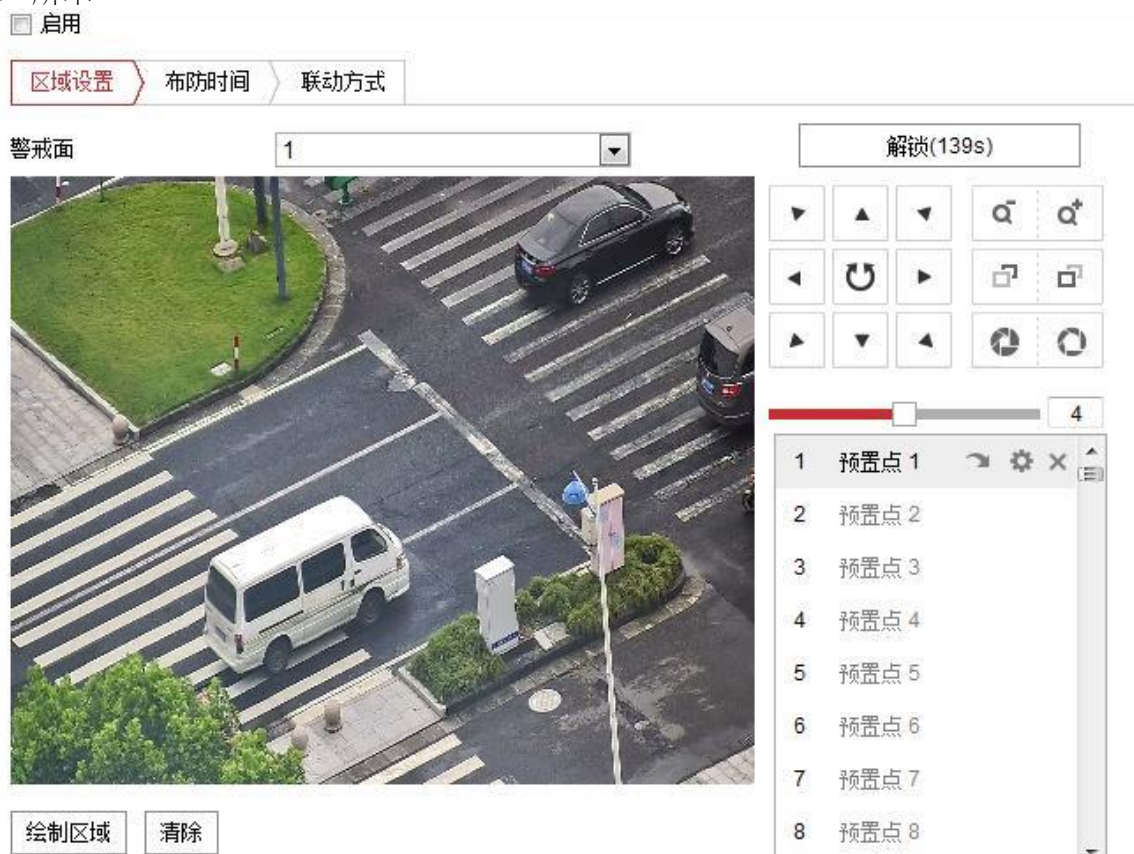 启用
区域设置 布防时间 联动方式
警戒面 1
解锁(139s)
4
1 预置点 1
2 预置点 2
3 预置点 3
4 预置点 4
5 预置点 5
6 预置点 6
7 预置点 7
8 预置点 8
绘制区域 清除